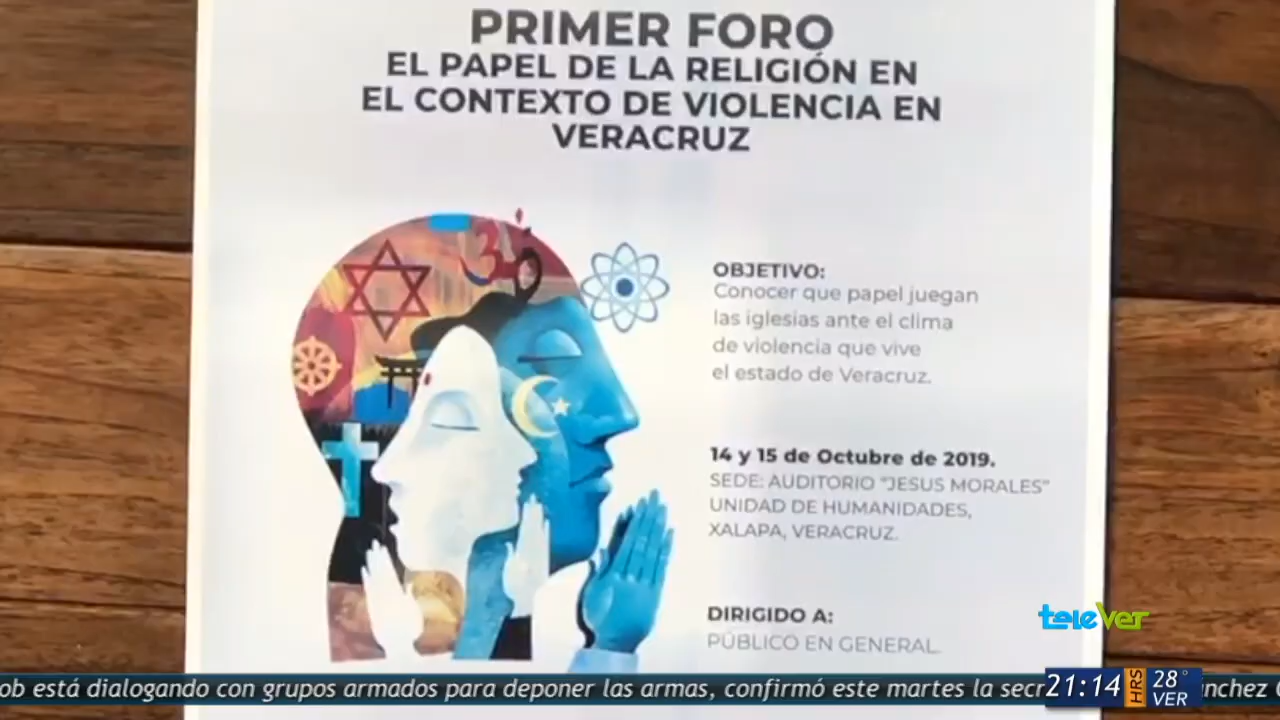 PRIMER FORO
EL PAPEL DE LA RELIGIÓN EN
EL CONTEXTO DE VIOLENCIA EN
VERACRUZ
OBJETIVO:
Conocer que papel juegan
las iglesias ante el clima
de violencia que vive
el estado de Veracruz.
14 y 15 de Octubre de 2019.
SEDE: AUDITORIO "JESUS MORALES"
UNIDAD DE HUMANIDADES,
XALAPA, VERACRUZ.
DIRIGIDO A:
PÚBLICO EN GENERAL.
teleVer
ob está dialogando con grupos armados para deponer las armas, confirmó este martes la secr
21:14 HRS 28° VER
nchez